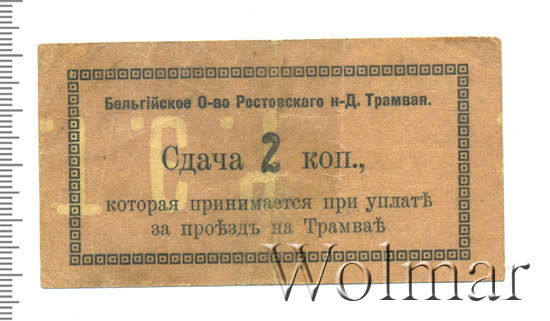 Бельгійское О-во Ростовскаго н-Д. Трамвая.
Сдача 2 коп.,
которая принимается при уплатѣ
за проѣздъ на Трамваѣ
Wolmar